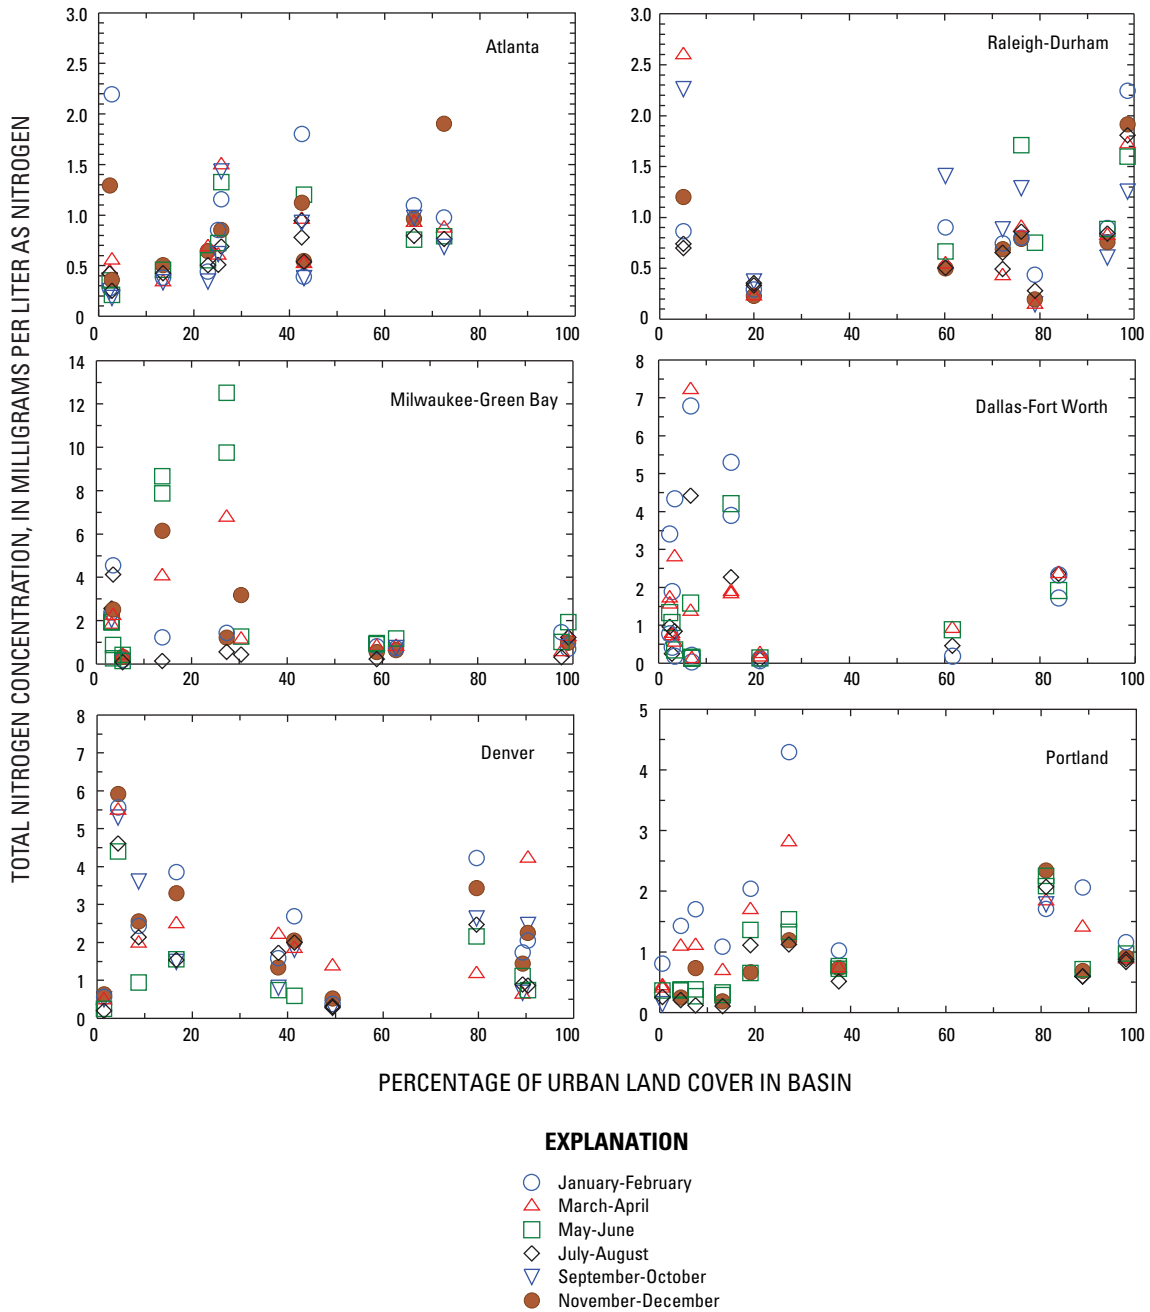 TOTAL NITROGEN CONCENTRATION, IN MILLIGRAMS PER LITER AS NITROGEN
Atlanta
3.0
2.5
2.0
1.5
1.0
0.5
0
0 20 40 60 80 100
Raleigh-Durham
3.0
2.5
2.0
1.5
1.0
0.5
0
0 20 40 60 80 100
Milwaukee-Green Bay
14
12
10
8
6
4
2
0
0 20 40 60 80 100
Dallas-Fort Worth
8
7
6
5
4
3
2
1
0
0 20 40 60 80 100
Denver
8
7
6
5
4
3
2
1
0
0 20 40 60 80 100
Portland
5
4
3
2
1
0
0 20 40 60 80 100
PERCENTAGE OF URBAN LAND COVER IN BASIN
EXPLANATION
January-February
March-April
May-June
July-August
September-October
November-December